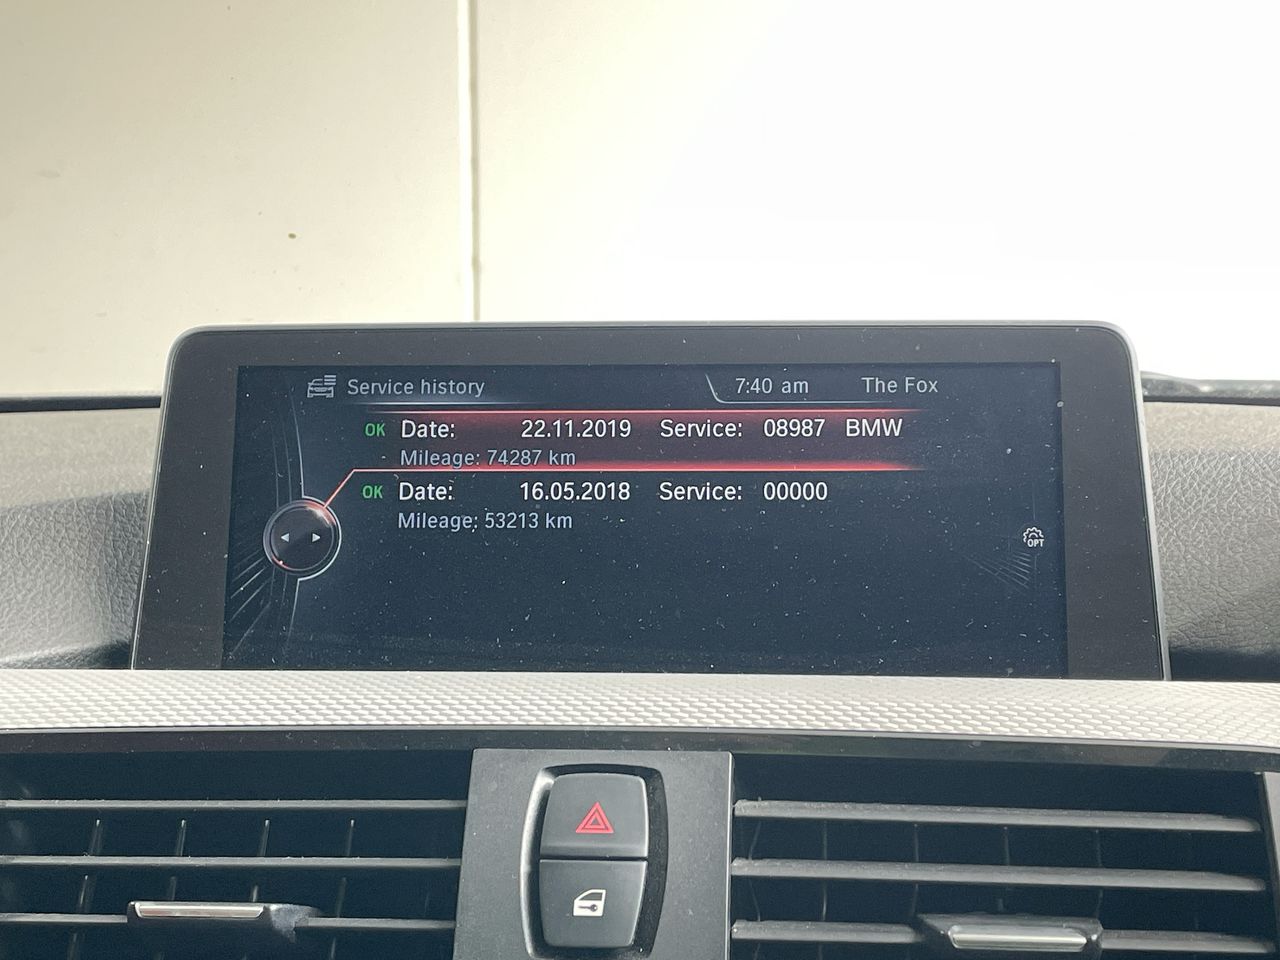 Service history 7:40 am The Fox
OK Date: 22.11.2019 Service: 08987 BMW
Mileage: 74287 km
OK Date: 16.05.2018 Service: 00000
Mileage: 53213 km
OPT